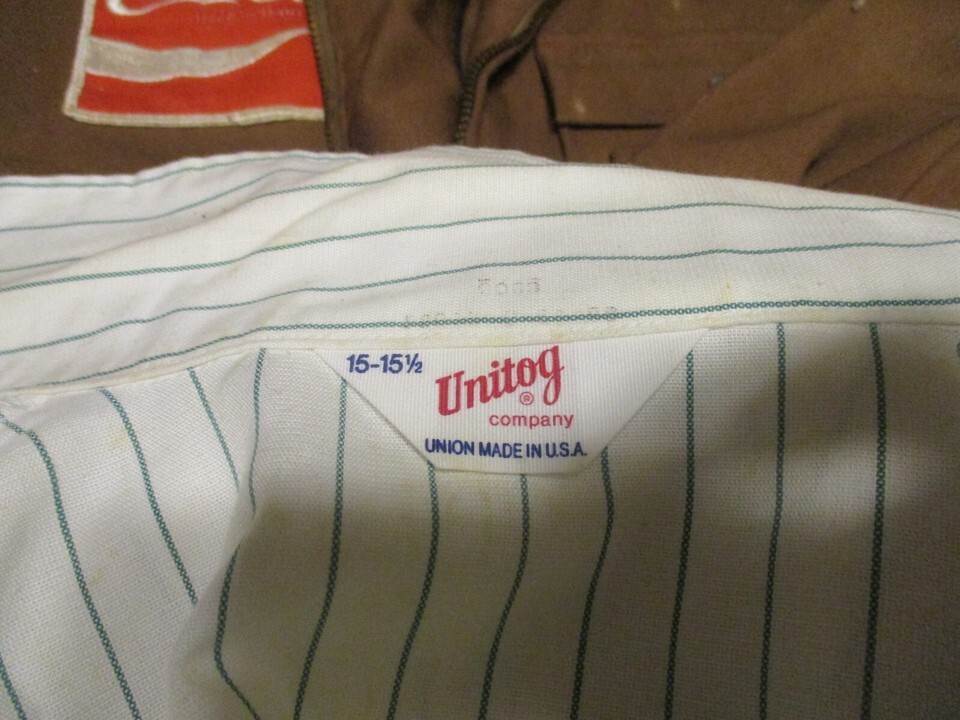 15-15½
Unitog
®
company
UNION MADE IN U.S.A.